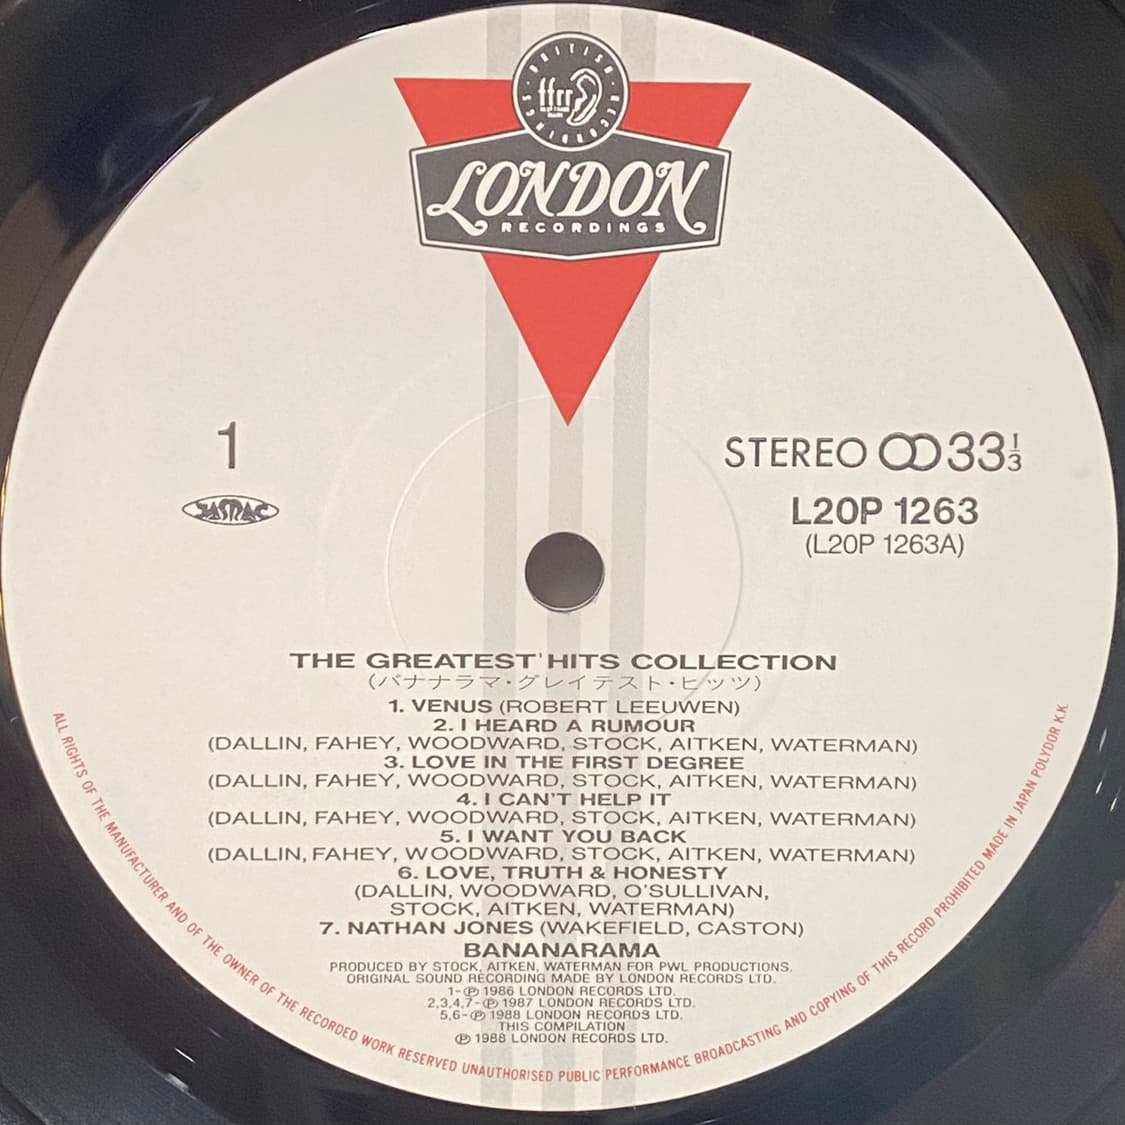 BRITISH · RECORDINGS ·
ffrr
LONDON
RECORDINGS
1
STEREO 33 1/3
JASRAC
L20P 1263
(L20P 1263A)
THE GREATEST HITS COLLECTION
(バナナラマ・グレイテスト・ヒッツ)
1. VENUS (ROBERT LEEUWEN)
2. I HEARD A RUMOUR
(DALLIN, FAHEY, WOODWARD, STOCK, AITKEN, WATERMAN)
3. LOVE IN THE FIRST DEGREE
(DALLIN, FAHEY, WOODWARD, STOCK, AITKEN, WATERMAN)
4. I CAN'T HELP IT
(DALLIN, FAHEY, WOODWARD, STOCK, AITKEN, WATERMAN)
5. I WANT YOU BACK
(DALLIN, FAHEY, WOODWARD, STOCK, AITKEN, WATERMAN)
6. LOVE, TRUTH & HONESTY
(DALLIN, WOODWARD, O'SULLIVAN,
STOCK, AITKEN, WATERMAN)
7. NATHAN JONES (WAKEFIELD, CASTON)
BANANARAMA
PRODUCED BY STOCK, AITKEN, WATERMAN FOR PWL PRODUCTIONS.
ORIGINAL SOUND RECORDING MADE BY LONDON RECORDS LTD.
1-℗ 1986 LONDON RECORDS LTD.
2,3,4,7-℗ 1987 LONDON RECORDS LTD.
5,6-℗ 1988 LONDON RECORDS LTD.
THIS COMPILATION
℗ 1988 LONDON RECORDS LTD.
ALL RIGHTS OF THE MANUFACTURER AND OF THE OWNER OF THE RECORDED WORK RESERVED UNAUTHORISED PUBLIC PERFORMANCE BROADCASTING AND COPYING OF THIS RECORD PROHIBITED MADE IN JAPAN POLYDOR K.K.